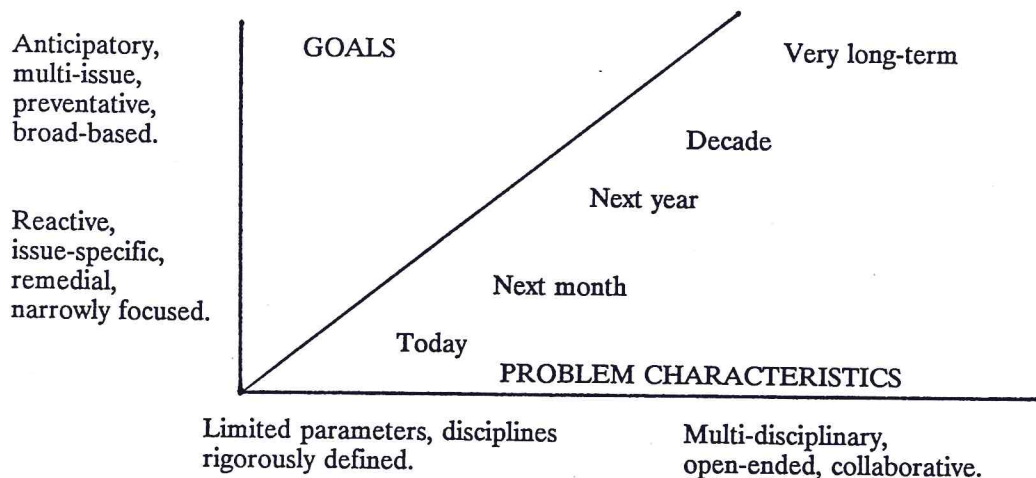 Anticipatory,
multi-issue,
preventative,
broad-based.
GOALS
Very long-term
Decade
Next year
Reactive,
issue-specific,
remedial,
narrowly focused.
Next month
Today
PROBLEM CHARACTERISTICS
Limited parameters, disciplines
rigorously defined.
Multi-disciplinary,
open-ended, collaborative.